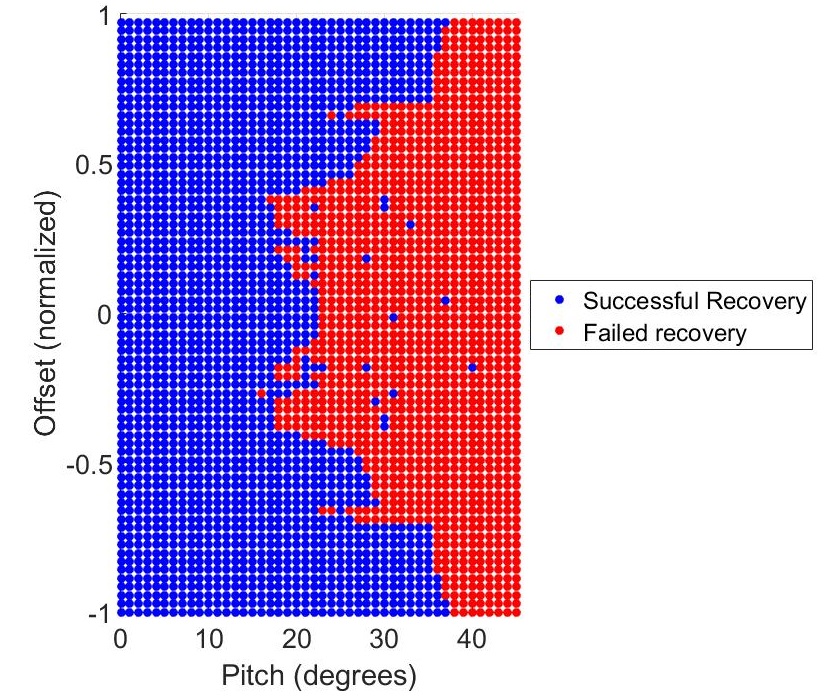 1
0.5
0
-0.5
-1
Offset (normalized)
0 10 20 30 40
Pitch (degrees)
Successful Recovery
Failed recovery